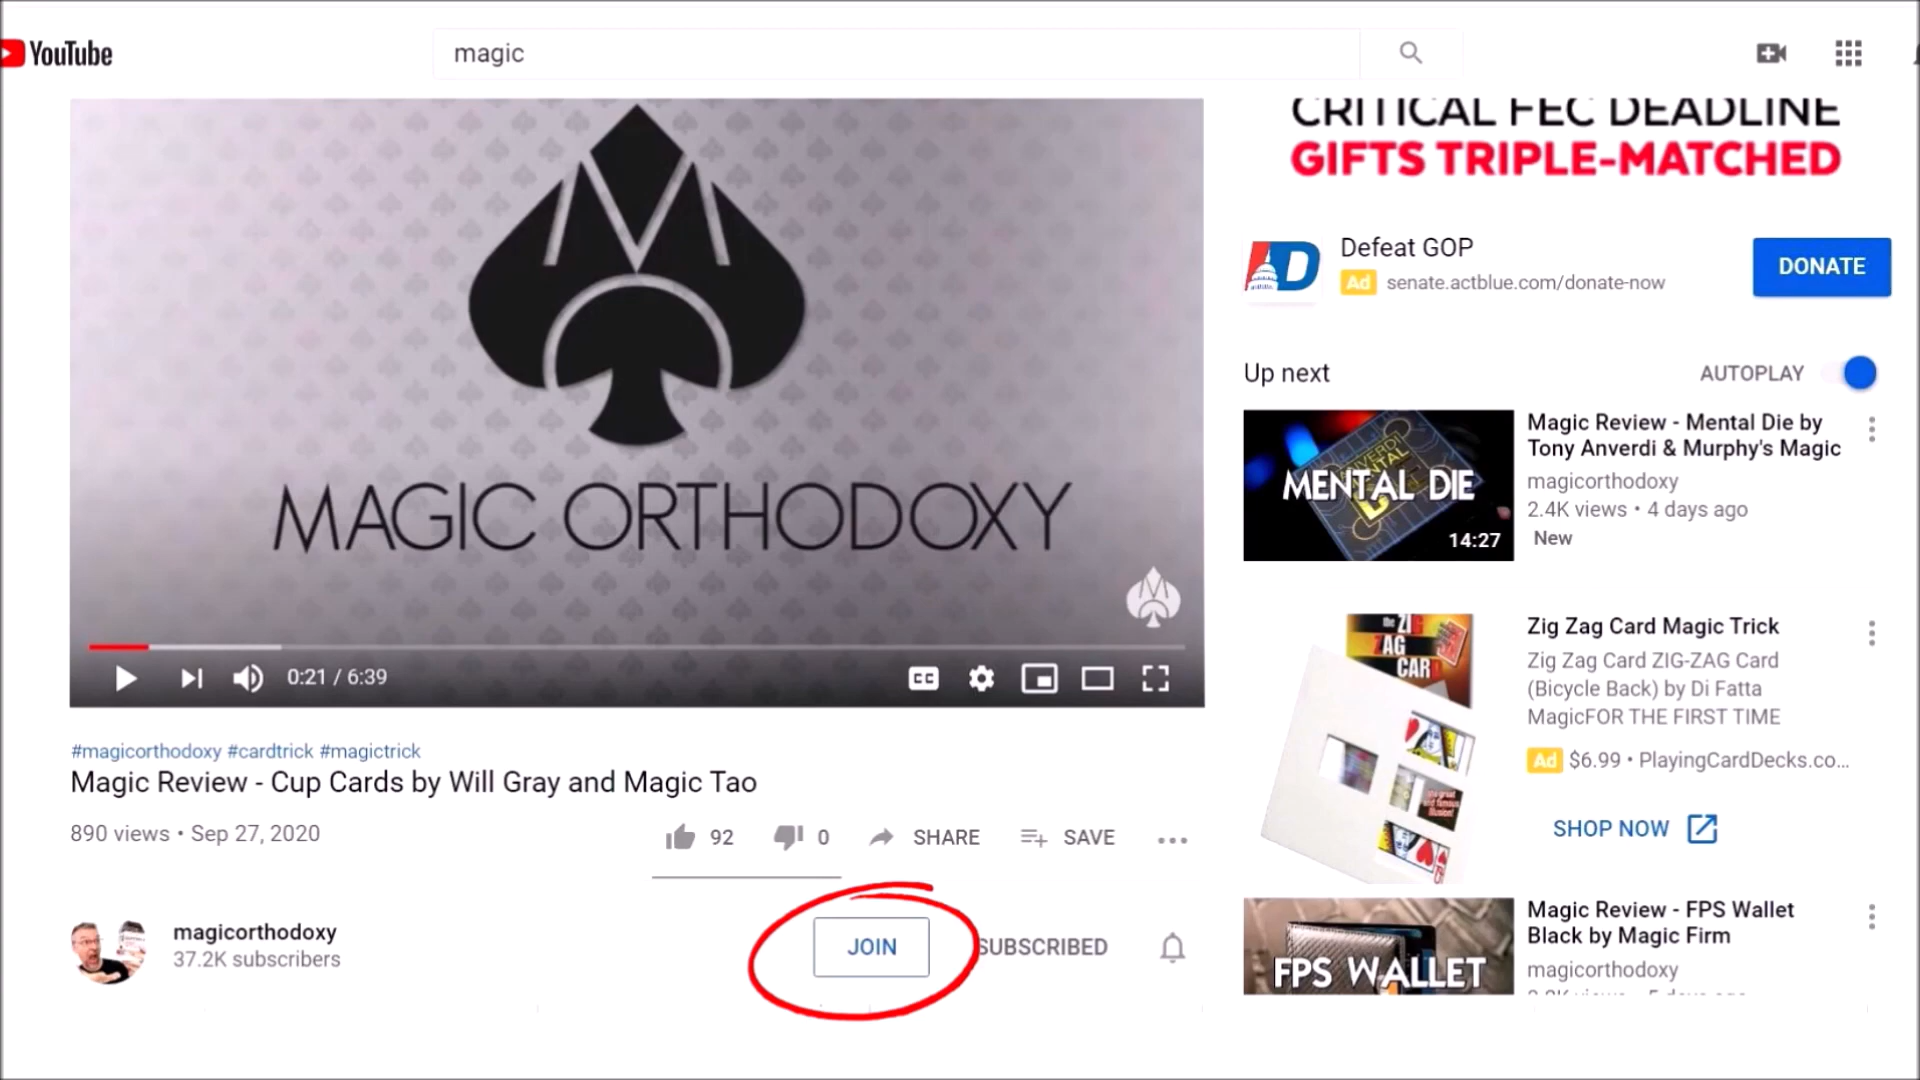 YouTube
magic
MAGIC ORTHODOXY
0:21 / 6:39
CC
#magicorthodoxy #cardtrick #magictrick
Magic Review - Cup Cards by Will Gray and Magic Tao
890 views • Sep 27, 2020
92
0
SHARE
SAVE
magicorthodoxy
37.2K subscribers
JOIN
SUBSCRIBED
CRITICAL FEC DEADLINE
GIFTS TRIPLE-MATCHED
Defeat GOP
Ad senate.actblue.com/donate-now
DONATE
Up next
AUTOPLAY
MENTAL DIE
14:27
Magic Review - Mental Die by
Tony Anverdi & Murphy's Magic
magicorthodoxy
2.4K views • 4 days ago
New
ZIG
ZAG
CARD
Zig Zag Card Magic Trick
Zig Zag Card ZIG-ZAG Card
(Bicycle Back) by Di Fatta
MagicFOR THE FIRST TIME
Ad $6.99 • PlayingCardDecks.co...
SHOP NOW
FPS WALLET
Magic Review - FPS Wallet
Black by Magic Firm
magicorthodoxy